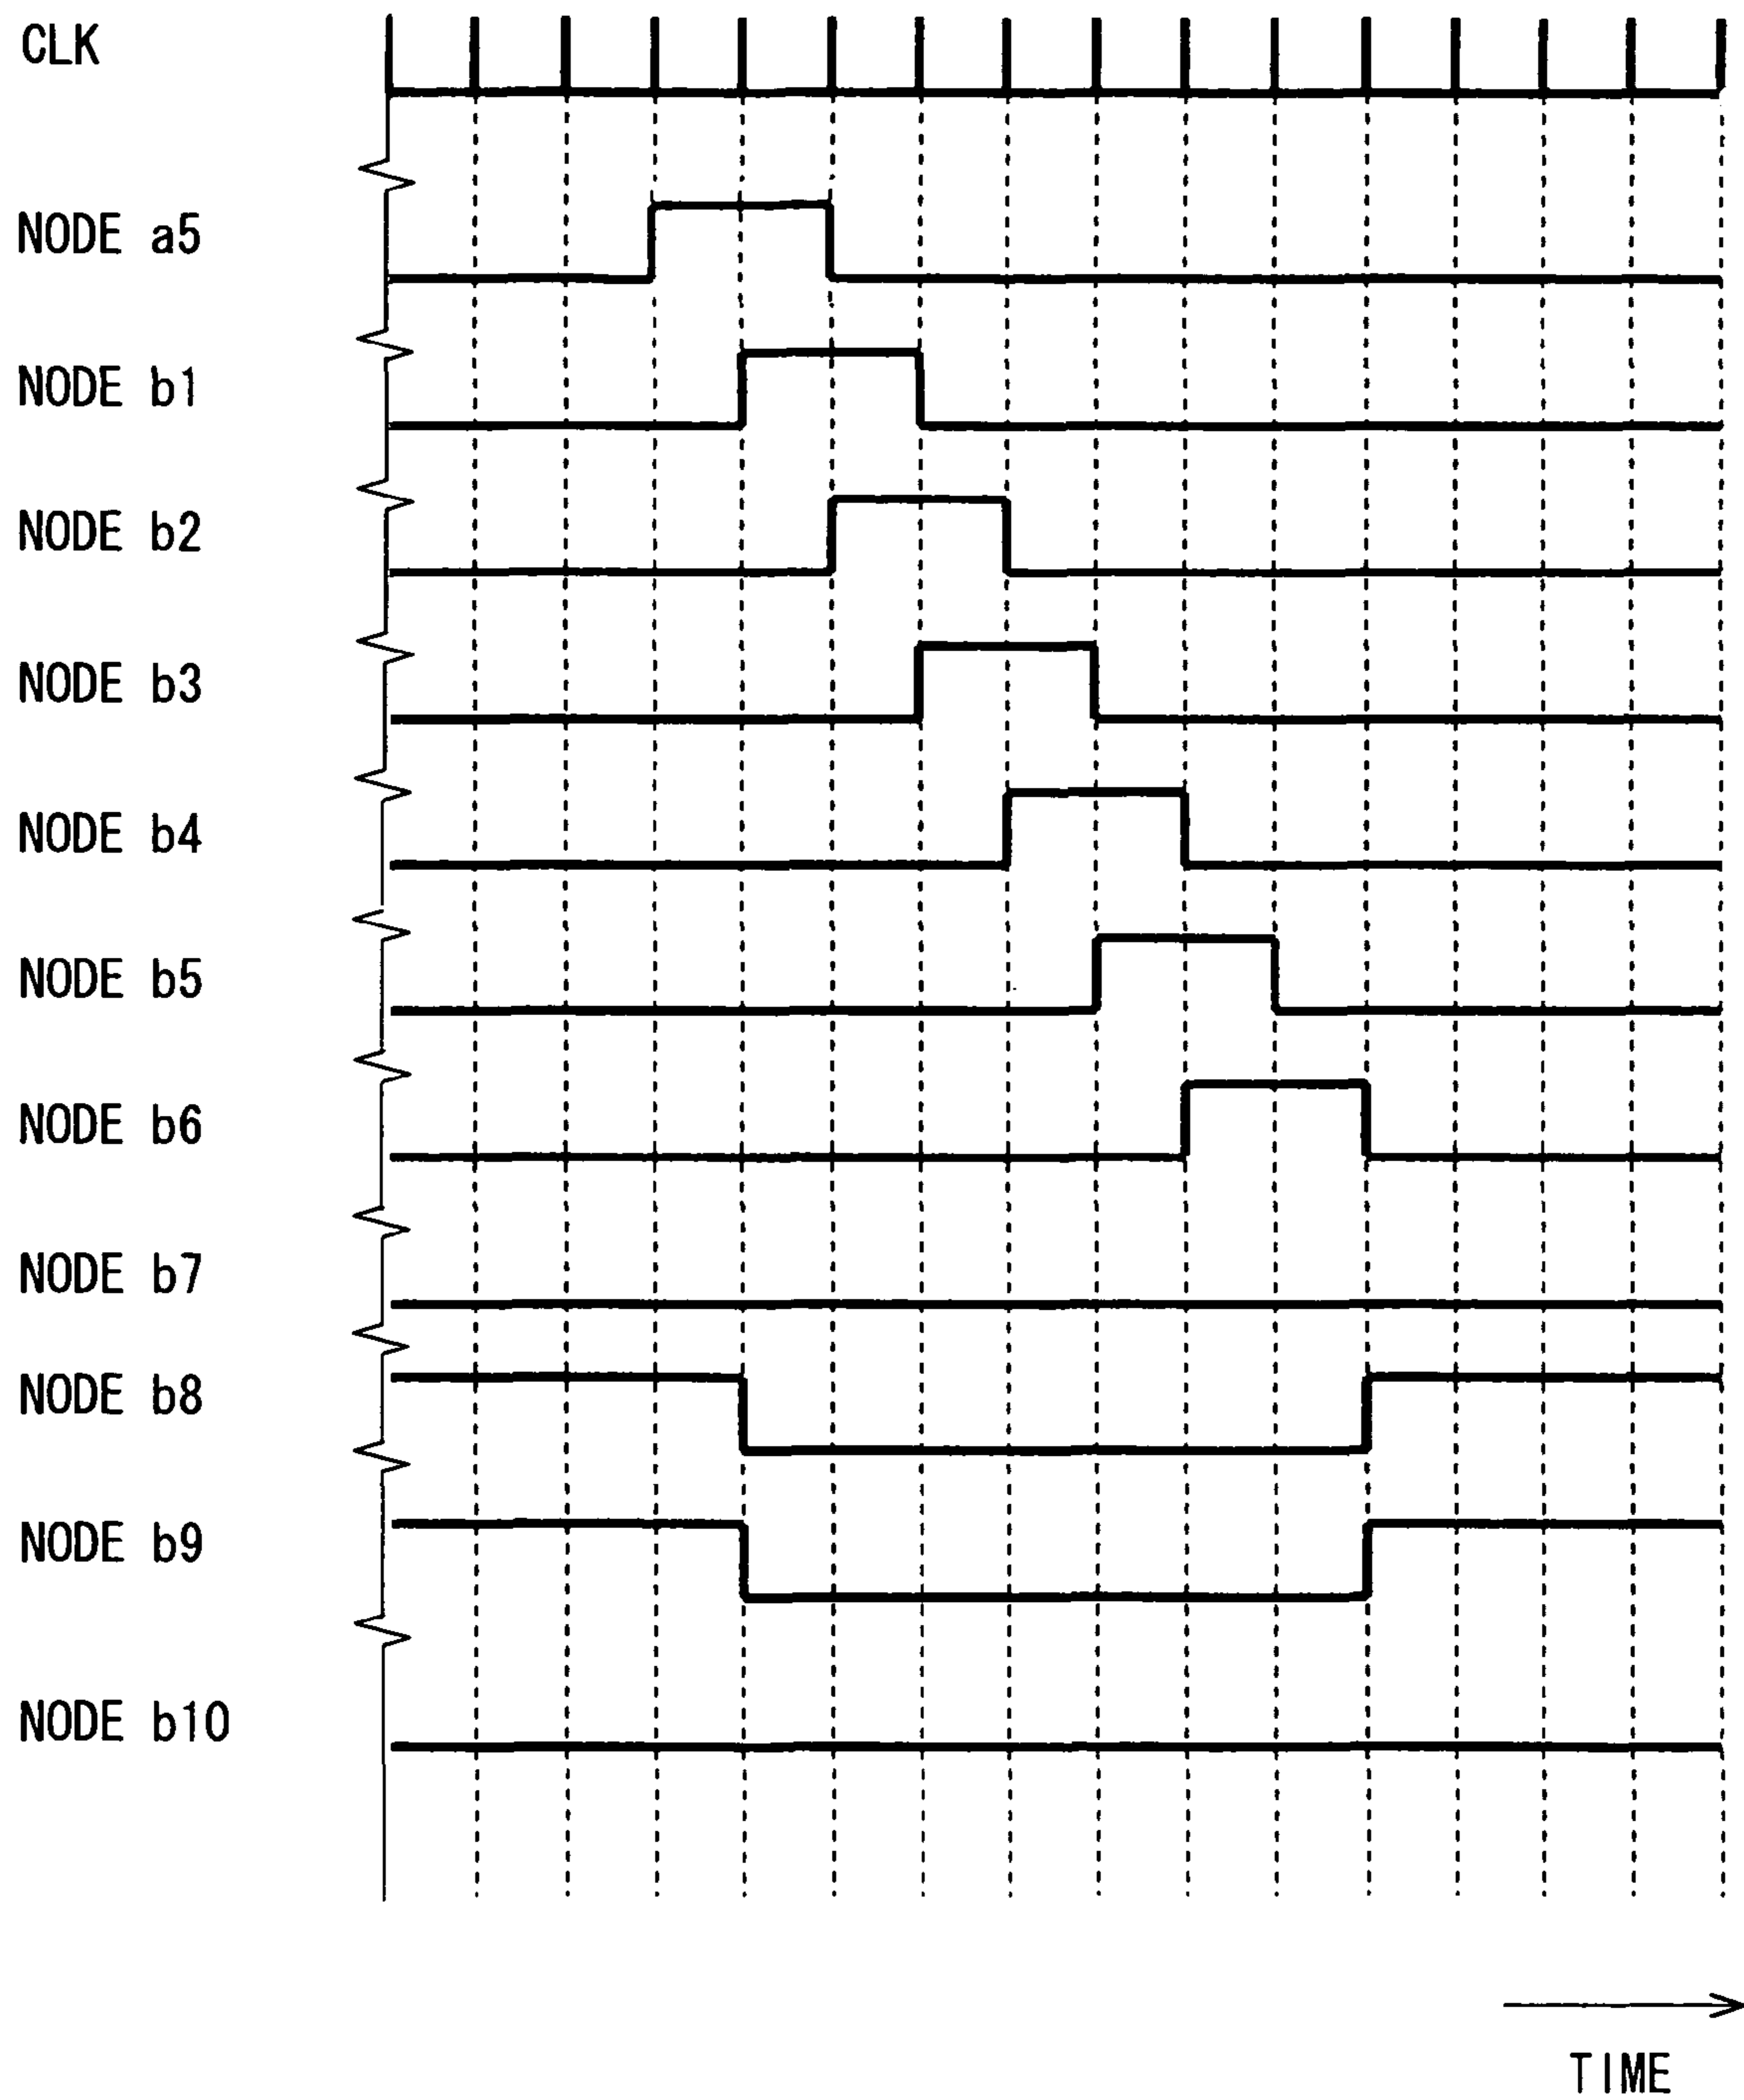 CLK
NODE a5
NODE b1
NODE b2
NODE b3
NODE b4
NODE b5
NODE b6
NODE b7
NODE b8
NODE b9
NODE b10
TIME